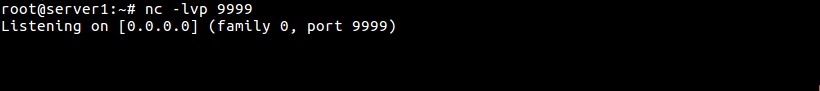 root@server1:~# nc -lvp 9999
Listening on [0.0.0.0] (family 0, port 9999)